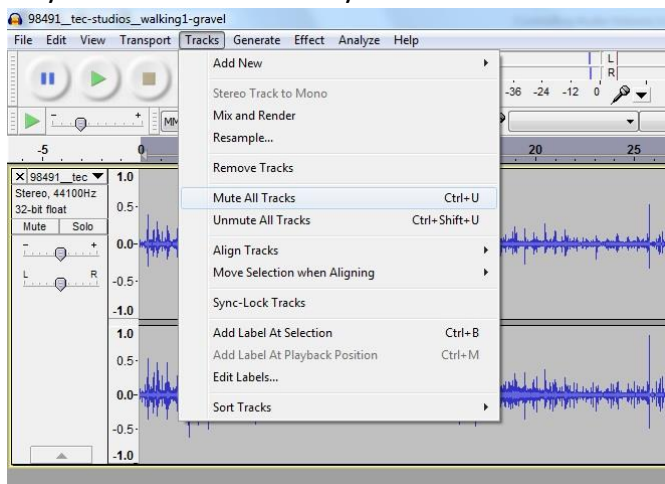 98491__tec-studios__walking1-gravel
File Edit View Transport Tracks Generate Effect Analyze Help
Add New
L
R
-36 -24 -12 0
Stereo Track to Mono
Mix and Render
Resample...
-5 0 20 25
Remove Tracks
98491__tec
Stereo, 44100Hz
32-bit float
Mute Solo
- +
L R
1.0
0.5
0.0
-0.5
-1.0
Mute All Tracks Ctrl+U
Unmute All Tracks Ctrl+Shift+U
Align Tracks
Move Selection when Aligning
Sync-Lock Tracks
1.0
0.5
0.0
-0.5
-1.0
Add Label At Selection Ctrl+B
Add Label At Playback Position Ctrl+M
Edit Labels...
Sort Tracks